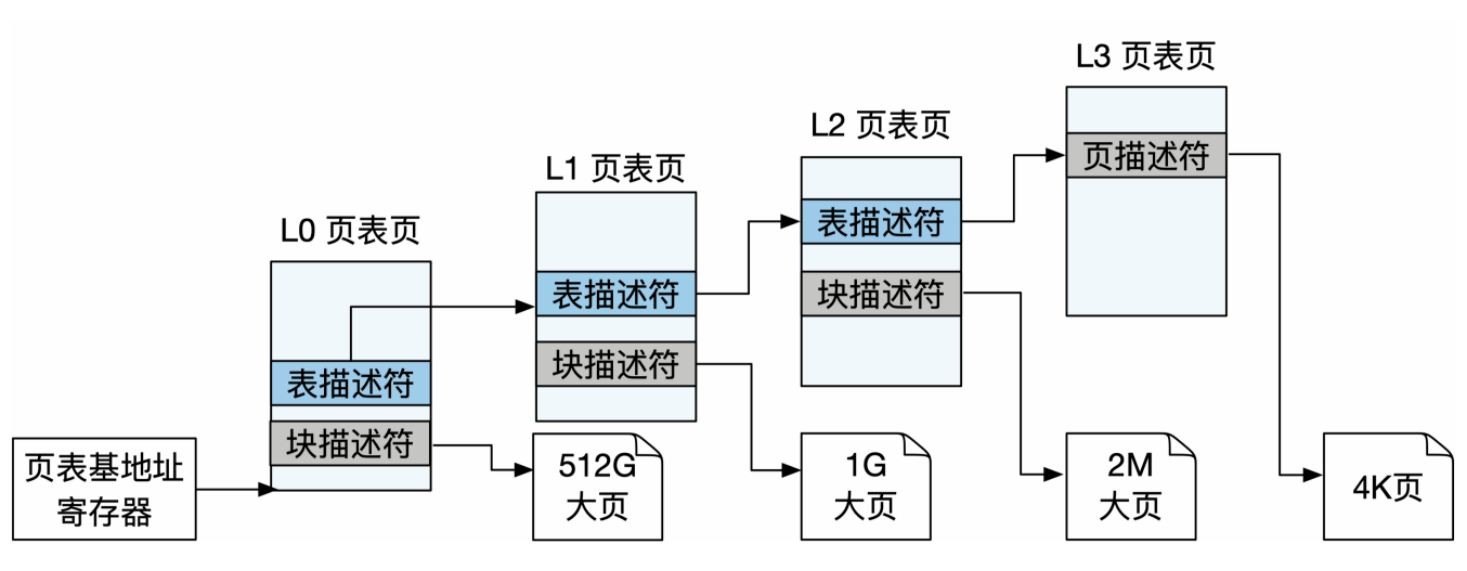 L3 页表页
页描述符
L2 页表页
表描述符
块描述符
L1 页表页
表描述符
块描述符
L0 页表页
表描述符
块描述符
页表基地址
寄存器
512G
大页
1G
大页
2M
大页
4K页